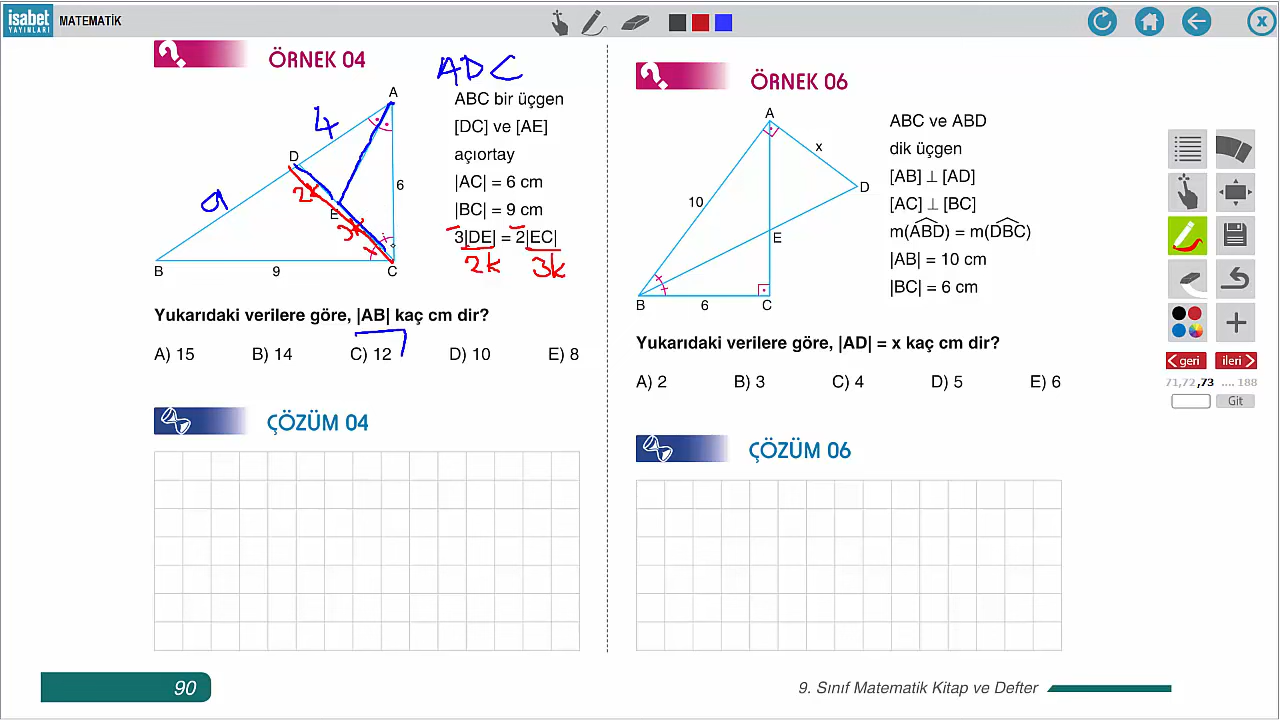 isabet
YAYINLARI
MATEMATİK
ÖRNEK 04
ADC
A
4
D
a
2k
E
3k
6
B
9
C
ABC bir üçgen
[DC] ve [AE]
açıortay
|AC| = 6 cm
|BC| = 9 cm
3|DE| = 2|EC|
2k 3k
Yukarıdaki verilere göre, |AB| kaç cm dir?
A) 15 B) 14 C) 12 D) 10 E) 8
ÇÖZÜM 04
90
ÖRNEK 06
A
x
D
10
E
B
6
C
ABC ve ABD
dik üçgen
[AB] ⊥ [AD]
[AC] ⊥ [BC]
m(ABD) = m(DBC)
|AB| = 10 cm
|BC| = 6 cm
Yukarıdaki verilere göre, |AD| = x kaç cm dir?
A) 2 B) 3 C) 4 D) 5 E) 6
ÇÖZÜM 06
9. Sınıf Matematik Kitap ve Defter
geri ileri
71,72,73 .... 188
Git